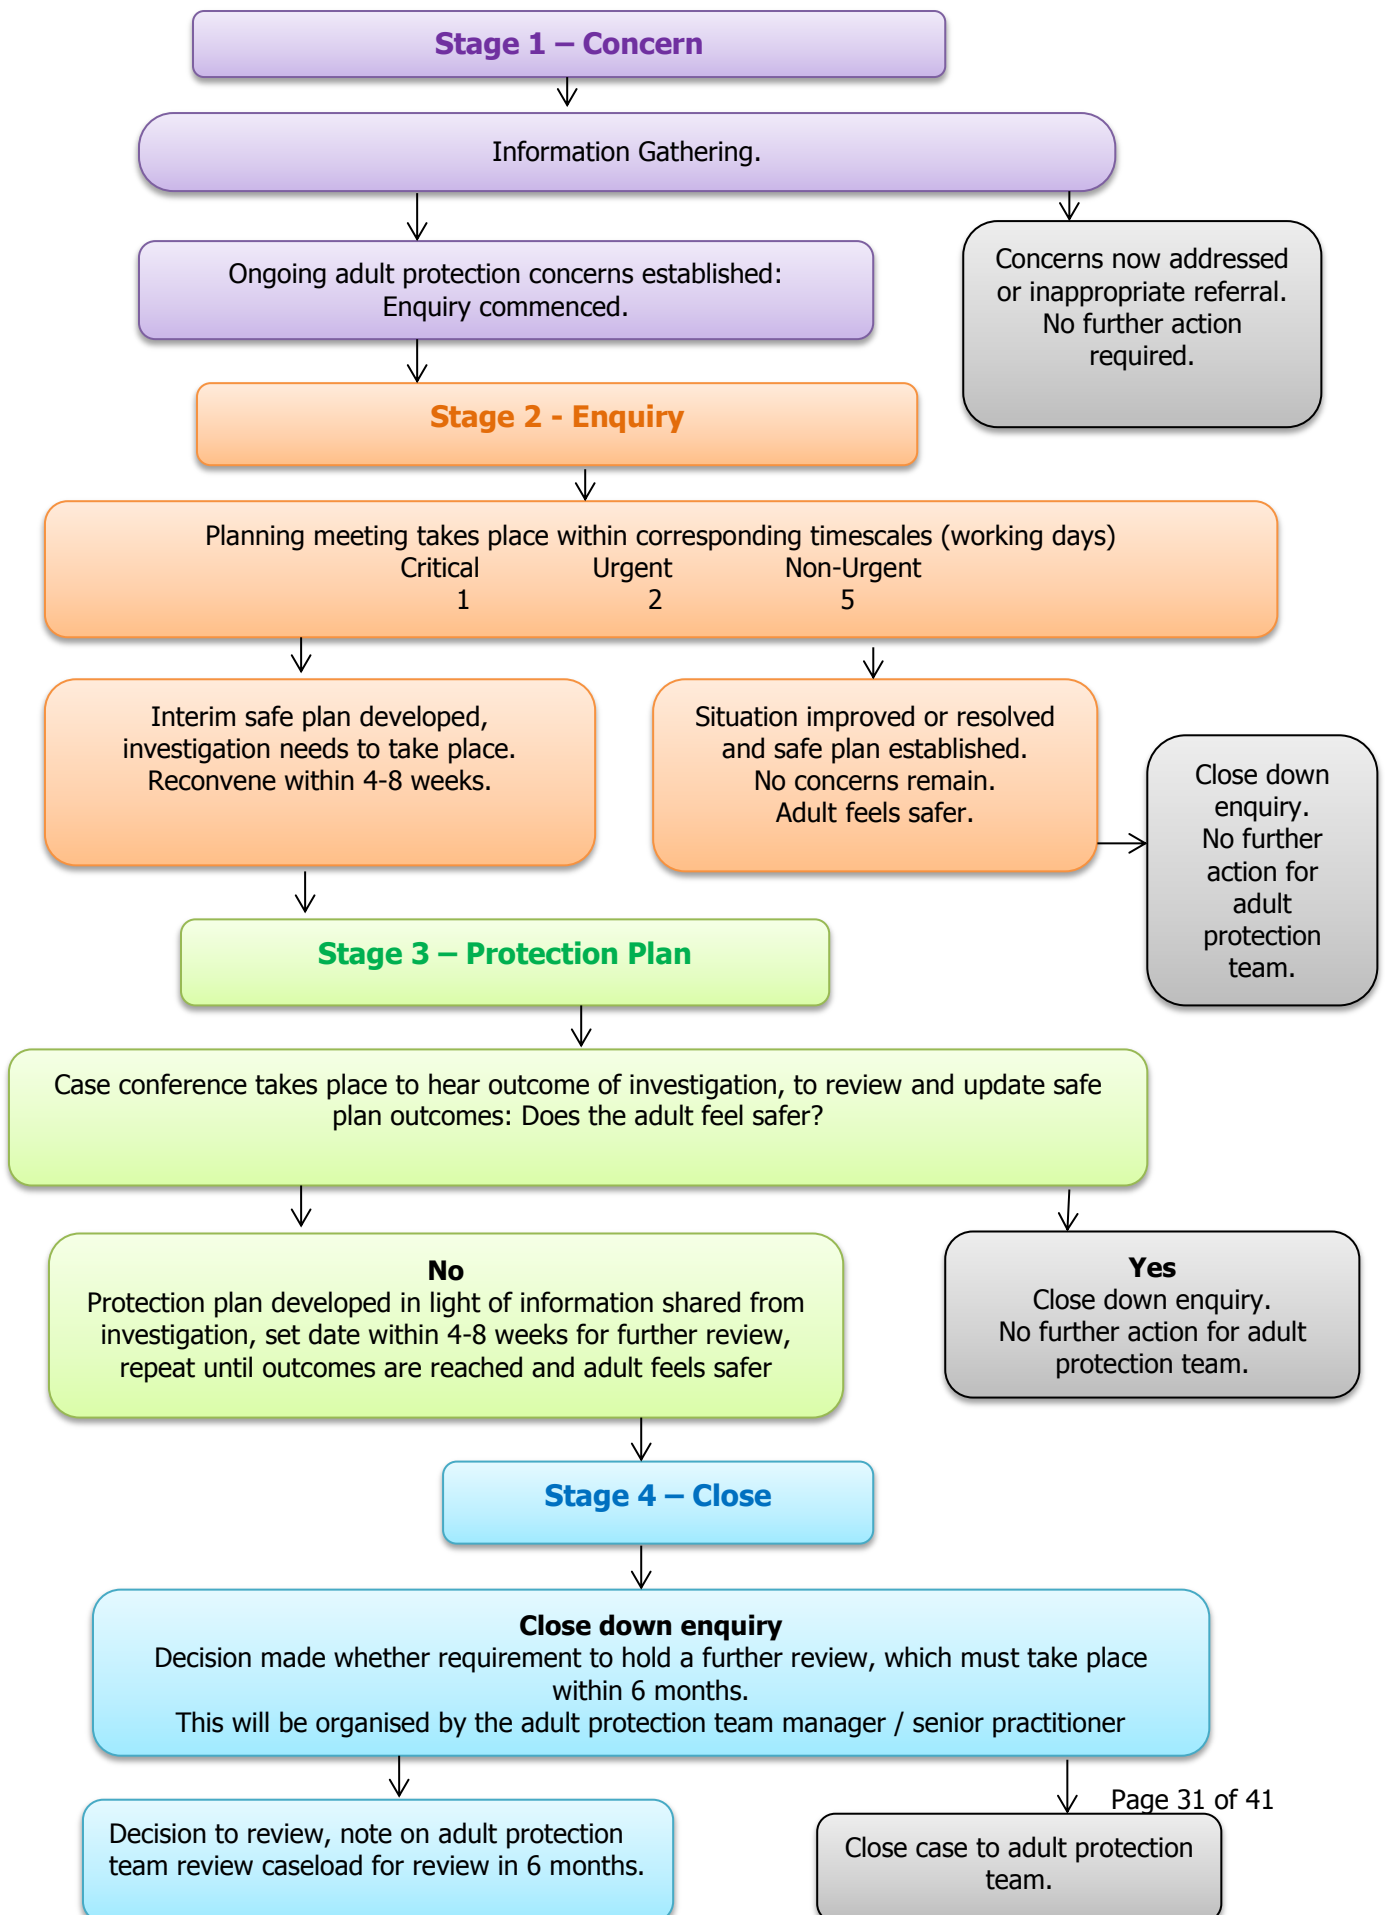 Stage 1 – Concern
Information Gathering.
Ongoing adult protection concerns established:
Enquiry commenced.
Concerns now addressed
or inappropriate referral.
No further action
required.
Stage 2 - Enquiry
Planning meeting takes place within corresponding timescales (working days)
Critical Urgent Non-Urgent
1 2 5
Interim safe plan developed,
investigation needs to take place.
Reconvene within 4-8 weeks.
Situation improved or resolved
and safe plan established.
No concerns remain.
Adult feels safer.
Close down
enquiry.
No further
action for
adult
protection
team.
Stage 3 – Protection Plan
Case conference takes place to hear outcome of investigation, to review and update safe
plan outcomes: Does the adult feel safer?
No
Protection plan developed in light of information shared from
investigation, set date within 4-8 weeks for further review,
repeat until outcomes are reached and adult feels safer
Yes
Close down enquiry.
No further action for adult
protection team.
Stage 4 – Close
Close down enquiry
Decision made whether requirement to hold a further review, which must take place
within 6 months.
This will be organised by the adult protection team manager / senior practitioner
Decision to review, note on adult protection
team review caseload for review in 6 months.
Close case to adult protection
team.
Page 31 of 41